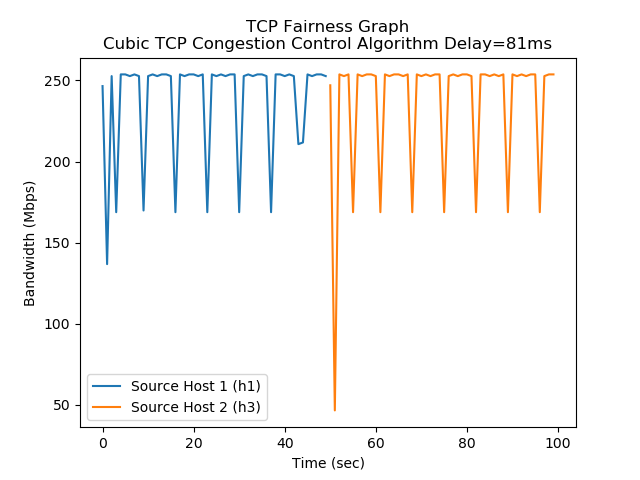 TCP Fairness Graph
Cubic TCP Congestion Control Algorithm Delay=81ms
Bandwidth (Mbps)
250
200
150
100
50
Source Host 1 (h1)
Source Host 2 (h3)
0 20 40 60 80 100
Time (sec)